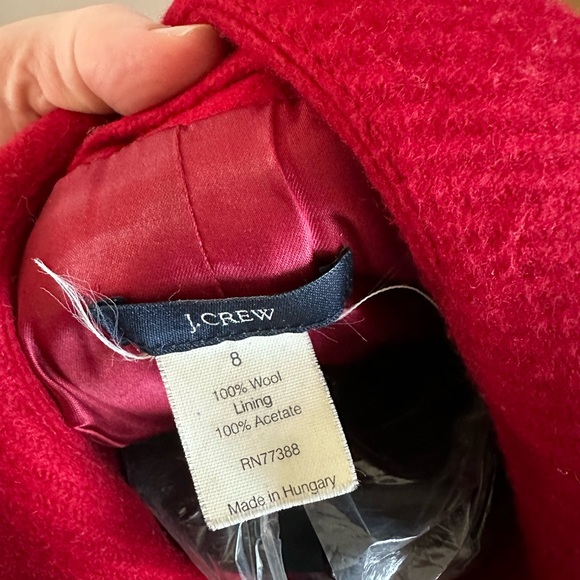 J.CREW
8
100% Wool
Lining
100% Acetate
RN77388
Made in Hungary